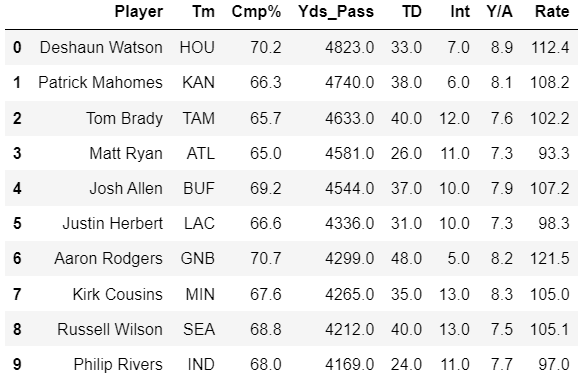 Player Tm Cmp% Yds_Pass TD Int Y/A Rate
0 Deshaun Watson HOU 70.2 4823.0 33.0 7.0 8.9 112.4
1 Patrick Mahomes KAN 66.3 4740.0 38.0 6.0 8.1 108.2
2 Tom Brady TAM 65.7 4633.0 40.0 12.0 7.6 102.2
3 Matt Ryan ATL 65.0 4581.0 26.0 11.0 7.3 93.3
4 Josh Allen BUF 69.2 4544.0 37.0 10.0 7.9 107.2
5 Justin Herbert LAC 66.6 4336.0 31.0 10.0 7.3 98.3
6 Aaron Rodgers GNB 70.7 4299.0 48.0 5.0 8.2 121.5
7 Kirk Cousins MIN 67.6 4265.0 35.0 13.0 8.3 105.0
8 Russell Wilson SEA 68.8 4212.0 40.0 13.0 7.5 105.1
9 Philip Rivers IND 68.0 4169.0 24.0 11.0 7.7 97.0